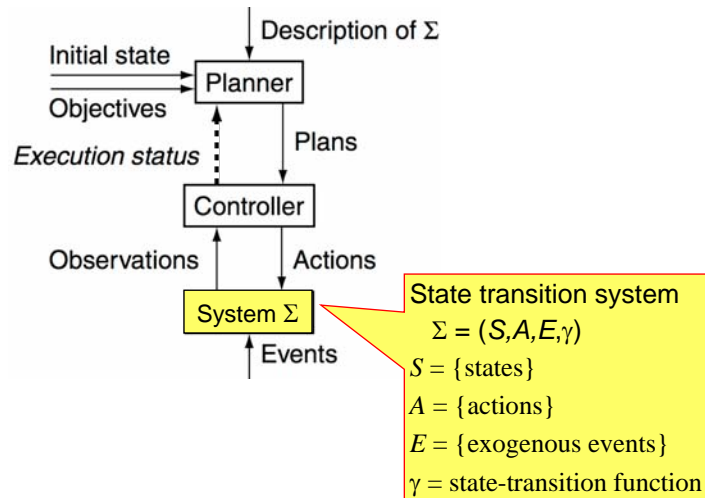 Description of Σ
Initial state
Planner
Objectives
Plans
Execution status
Controller
Observations
Actions
System Σ
Events
State transition system
Σ = (S,A,E,γ)
S = {states}
A = {actions}
E = {exogenous events}
γ = state-transition function